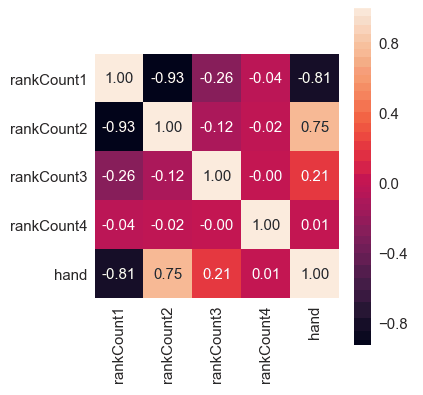 rankCount1 1.00 -0.93 -0.26 -0.04 -0.81
rankCount2 -0.93 1.00 -0.12 -0.02 0.75
rankCount3 -0.26 -0.12 1.00 -0.00 0.21
rankCount4 -0.04 -0.02 -0.00 1.00 0.01
hand -0.81 0.75 0.21 0.01 1.00
rankCount1 rankCount2 rankCount3 rankCount4 hand
0.8
0.4
0.0
-0.4
-0.8